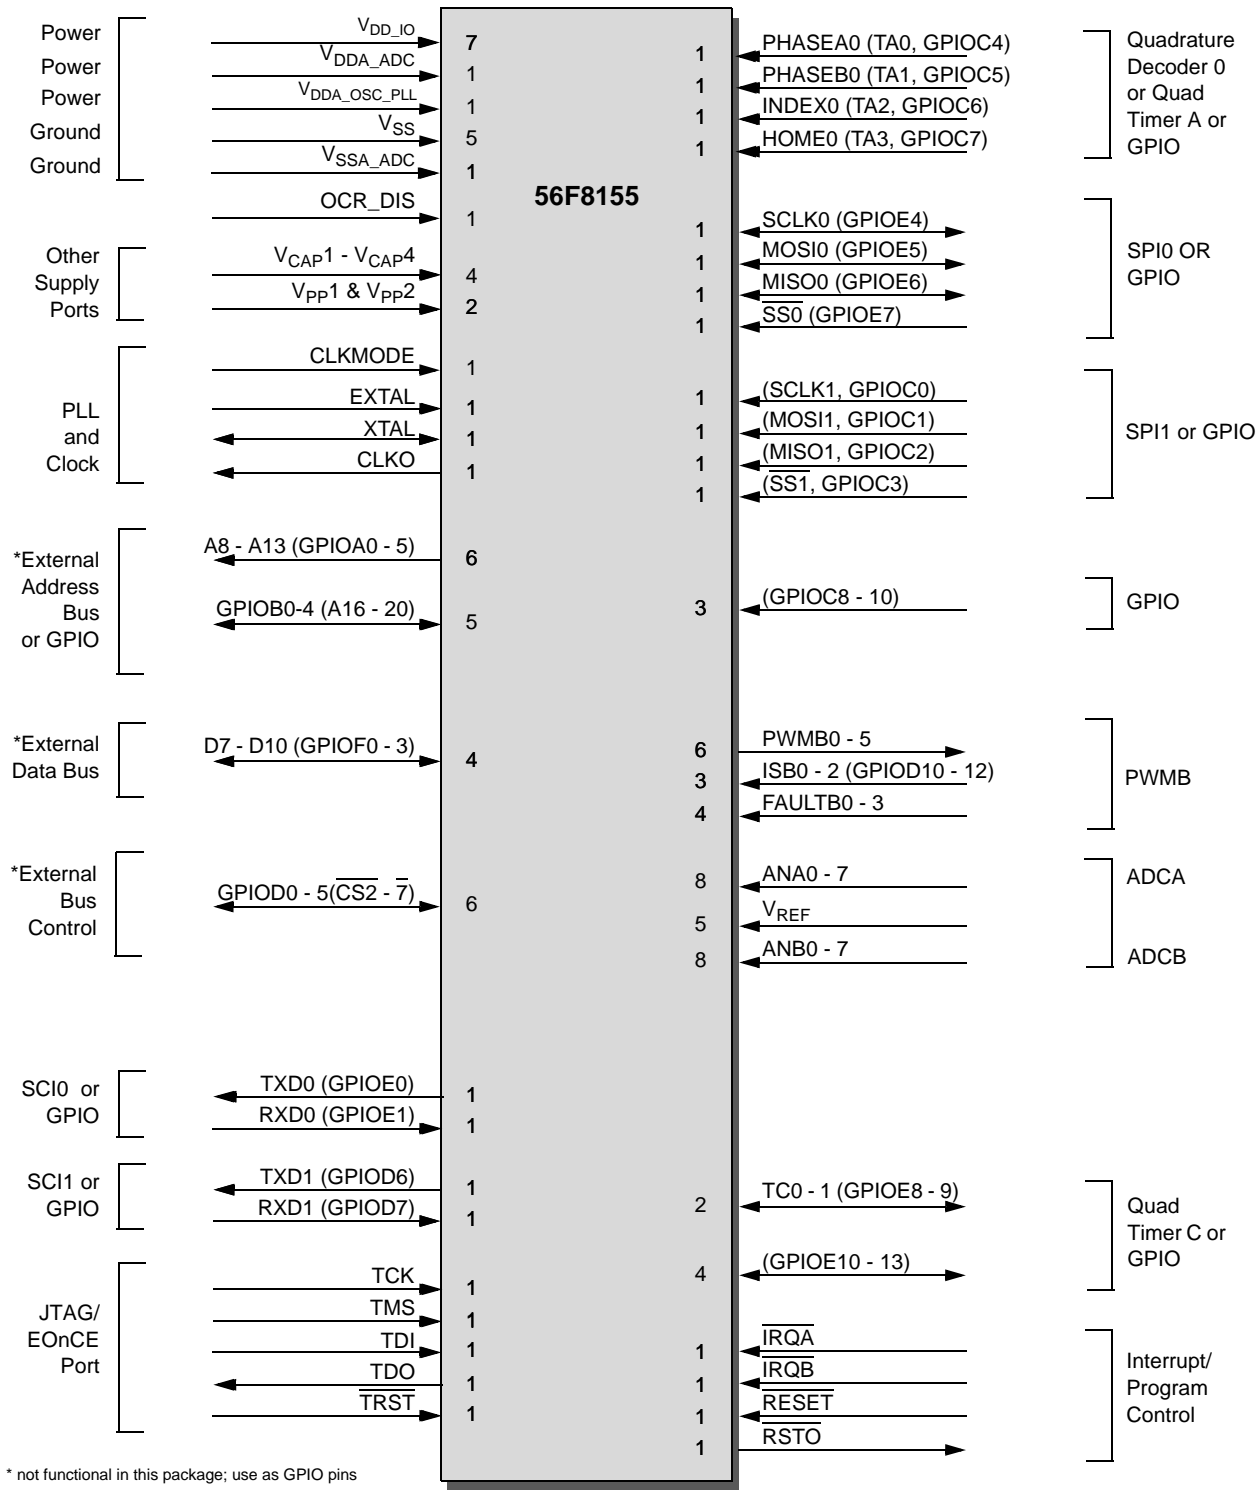 56F8155
Power
Power
Power
Ground
Ground
VDD_IO 7
VDDA_ADC 1
VDDA_OSC_PLL 1
VSS 5
VSSA_ADC 1
OCR_DIS 1
Other
Supply
Ports
VCAP1 - VCAP4 4
VPP1 & VPP2 2
PLL
and
Clock
CLKMODE 1
EXTAL 1
XTAL 1
CLKO 1
*External
Address
Bus
or GPIO
A8 - A13 (GPIOA0 - 5) 6
GPIOB0-4 (A16 - 20) 5
*External
Data Bus
D7 - D10 (GPIOF0 - 3) 4
*External
Bus
Control
GPIOD0 - 5(CS2 - 7) 6
SCI0 or
GPIO
TXD0 (GPIOE0) 1
RXD0 (GPIOE1) 1
SCI1 or
GPIO
TXD1 (GPIOD6) 1
RXD1 (GPIOD7) 1
JTAG/
EOnCE
Port
TCK 1
TMS 1
TDI 1
TDO 1
TRST 1
1 PHASEA0 (TA0, GPIOC4)
1 PHASEB0 (TA1, GPIOC5)
1 INDEX0 (TA2, GPIOC6)
1 HOME0 (TA3, GPIOC7)
Quadrature
Decoder 0
or Quad
Timer A or
GPIO
1 SCLK0 (GPIOE4)
1 MOSI0 (GPIOE5)
1 MISO0 (GPIOE6)
1 SS0 (GPIOE7)
SPI0 OR
GPIO
1 (SCLK1, GPIOC0)
1 (MOSI1, GPIOC1)
1 (MISO1, GPIOC2)
1 (SS1, GPIOC3)
SPI1 or GPIO
3 (GPIOC8 - 10)
GPIO
6 PWMB0 - 5
3 ISB0 - 2 (GPIOD10 - 12)
4 FAULTB0 - 3
PWMB
8 ANA0 - 7
5 VREF
8 ANB0 - 7
ADCA
ADCB
2 TC0 - 1 (GPIOE8 - 9)
4 (GPIOE10 - 13)
Quad
Timer C or
GPIO
1 IRQA
1 IRQB
1 RESET
1 RSTO
Interrupt/
Program
Control
* not functional in this package; use as GPIO pins